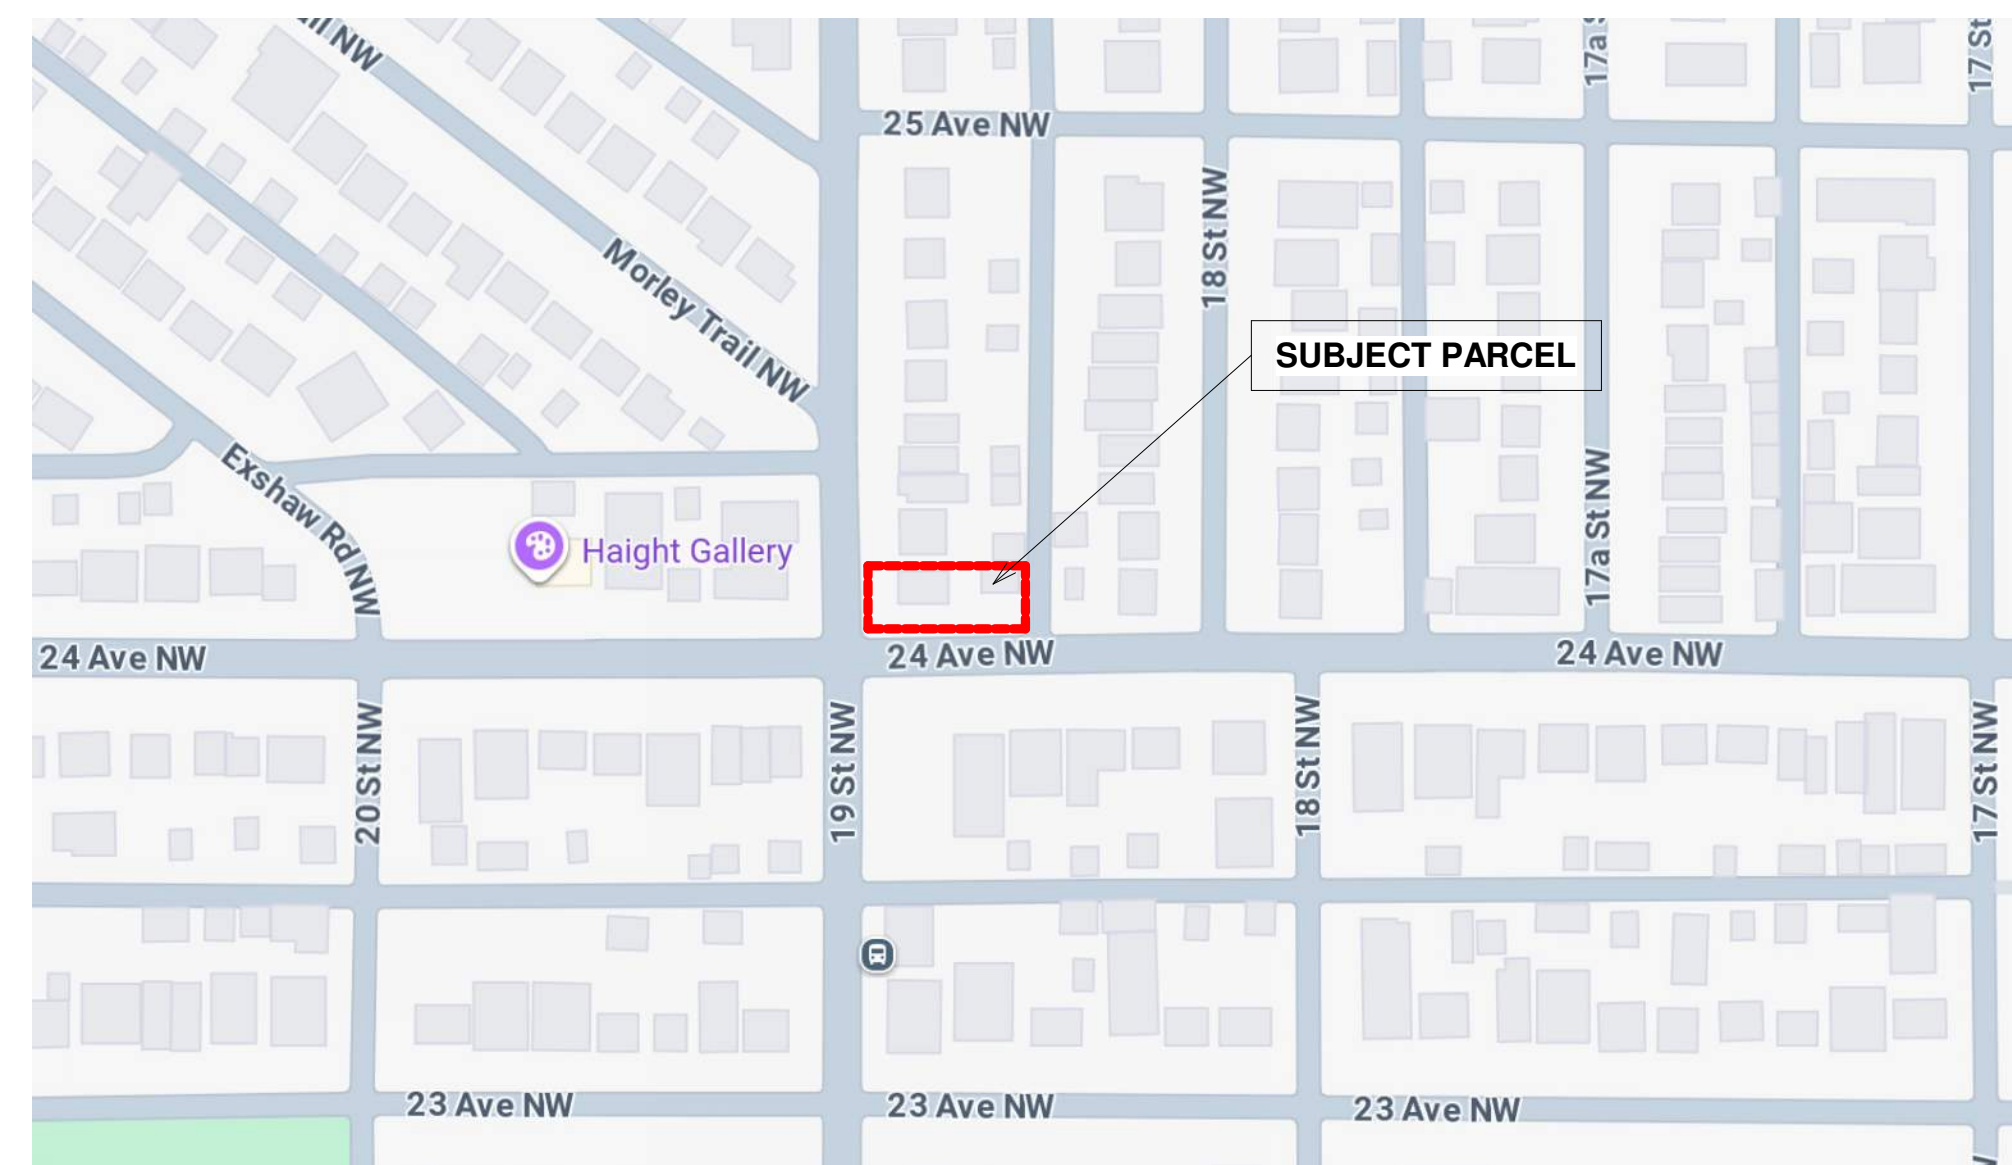 NW
17a
17 St
25 Ave NW
18 St NW
Morley Trail NW
SUBJECT PARCEL
Exshaw Rd NW
17a St NW
Haight Gallery
24 Ave NW
24 Ave NW
24 Ave NW
20 St NW
19 St NW
18 St NW
17 St NW
23 Ave NW
23 Ave NW
23 Ave NW